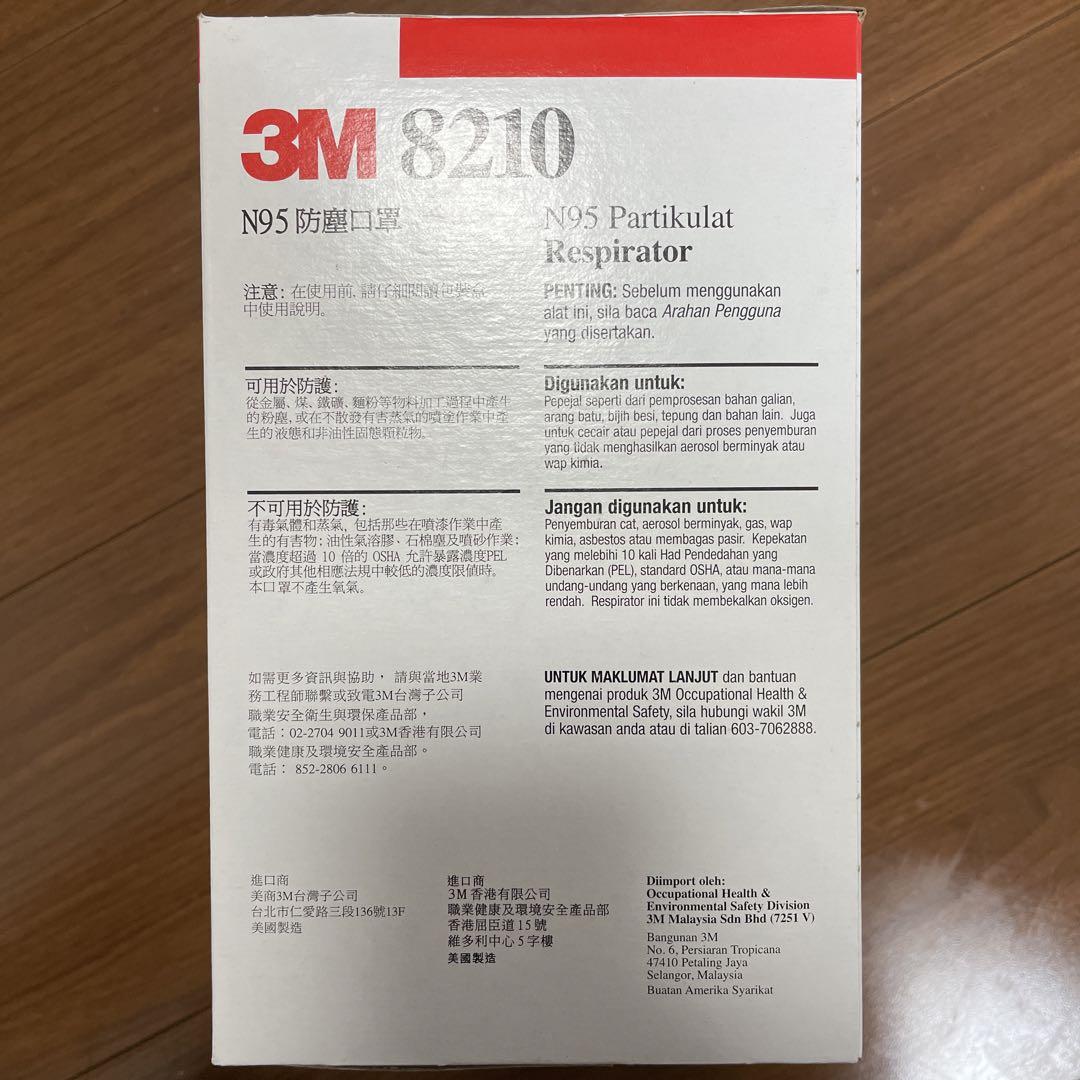 3M 8210
N95 防塵口罩
注意: 在使用前, 請仔細閱讀包裝盒
中使用說明。
可用於防護:
從金屬、煤、鐵礦、麵粉等物料加工過程中產生
的粉塵, 或在不散發有害蒸氣的噴塗作業中產
生的液態和非油性固態顆粒物。
不可用於防護:
有毒氣體和蒸氣, 包括那些在噴漆作業中產
生的有害物; 油性氣溶膠、石棉塵及噴砂作業;
當濃度超過 10 倍的 OSHA 允許暴露濃度PEL
或政府其他相應法規中較低的濃度限值時。
本口罩不產生氧氣。
如需更多資訊與協助， 請與當地3M業
務工程師聯繫或致電3M台灣子公司
職業安全衛生與環保產品部，
電話：02-2704 9011或3M香港有限公司
職業健康及環境安全產品部。
電話： 852-2806 6111。
N95 Partikulat
Respirator
PENTING: Sebelum menggunakan
alat ini, sila baca Arahan Pengguna
yang disertakan.
Digunakan untuk:
Pepejal seperti dari pemprosesan bahan galian,
arang batu, bijih besi, tepung dan bahan lain. Juga
untuk cecair atau pepejal dari proses penyemburan
yang tidak menghasilkan aerosol berminyak atau
wap kimia.
Jangan digunakan untuk:
Penyemburan cat, aerosol berminyak, gas, wap
kimia, asbestos atau membagas pasir. Kepekatan
yang melebihi 10 kali Had Pendedahan yang
Dibenarkan (PEL), standard OSHA, atau mana-mana
undang-undang yang berkenaan, yang mana lebih
rendah. Respirator ini tidak membekalkan oksigen.
UNTUK MAKLUMAT LANJUT dan bantuan
mengenai produk 3M Occupational Health &
Environmental Safety, sila hubungi wakil 3M
di kawasan anda atau di talian 603-7062888.
進口商
美商3M台灣子公司
台北市仁愛路三段136號13F
美國製造
進口商
3M 香港有限公司
職業健康及環境安全產品部
香港屈臣道 15 號
維多利中心 5 字樓
美國製造
Diimport oleh:
Occupational Health &
Environmental Safety Division
3M Malaysia Sdn Bhd (7251 V)
Bangunan 3M
No. 6, Persiaran Tropicana
47410 Petaling Jaya
Selangor, Malaysia
Buatan Amerika Syarikat